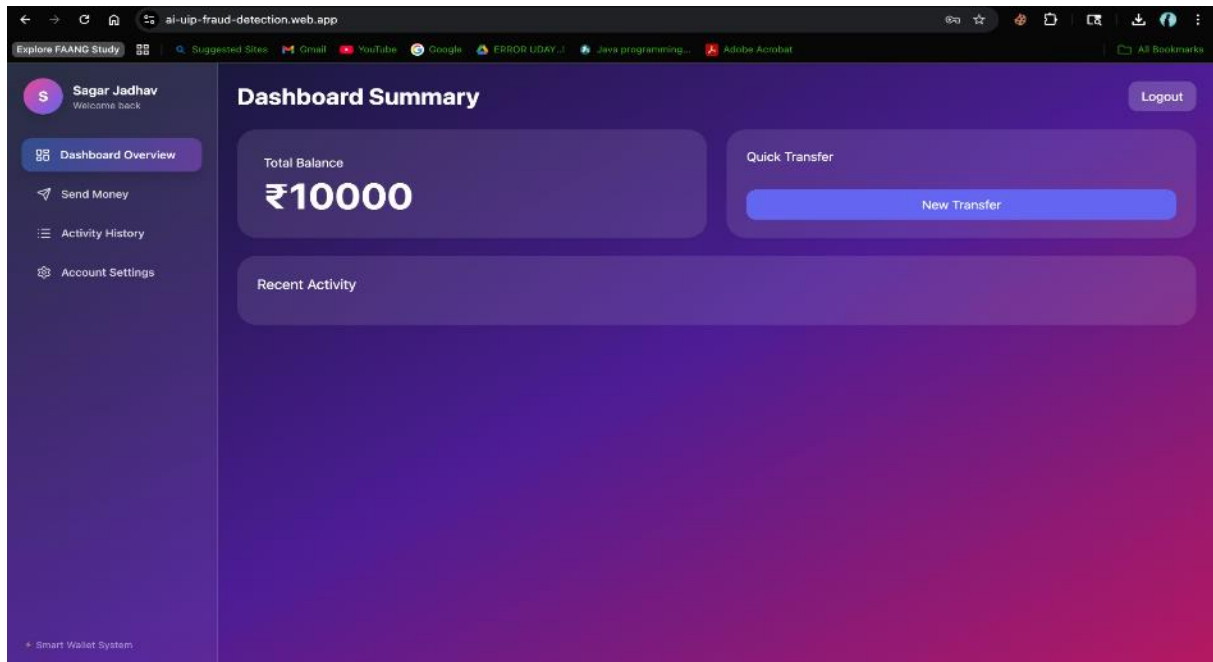 ai-uip-fraud-detection.web.app
Explore FAANG Study Suggested Sites Gmail YouTube Google ERROR UDAY..! Java programming... Adobe Acrobat All Bookmarks
S
Sagar Jadhav
Welcome back
Dashboard Overview
Send Money
Activity History
Account Settings
Smart Wallet System
Dashboard Summary
Logout
Total Balance
₹10000
Quick Transfer
New Transfer
Recent Activity